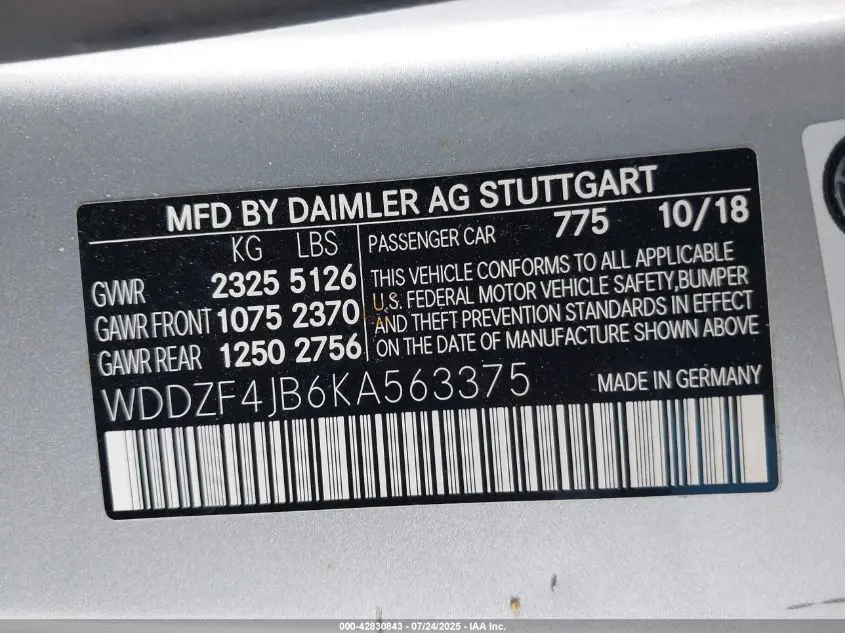 MFD BY DAIMLER AG STUTTGART
KG LBS
GVWR 2325 5126
GAWR FRONT 1075 2370
GAWR REAR 1250 2756
PASSENGER CAR 775 10/18
THIS VEHICLE CONFORMS TO ALL APPLICABLE
U.S. FEDERAL MOTOR VEHICLE SAFETY,BUMPER
AND THEFT PREVENTION STANDARDS IN EFFECT
ON THE DATE OF MANUFACTURE SHOWN ABOVE
WDDZF4JB6KA563375
MADE IN GERMANY
000-42830843 - 07/24/2025 - IAA Inc.